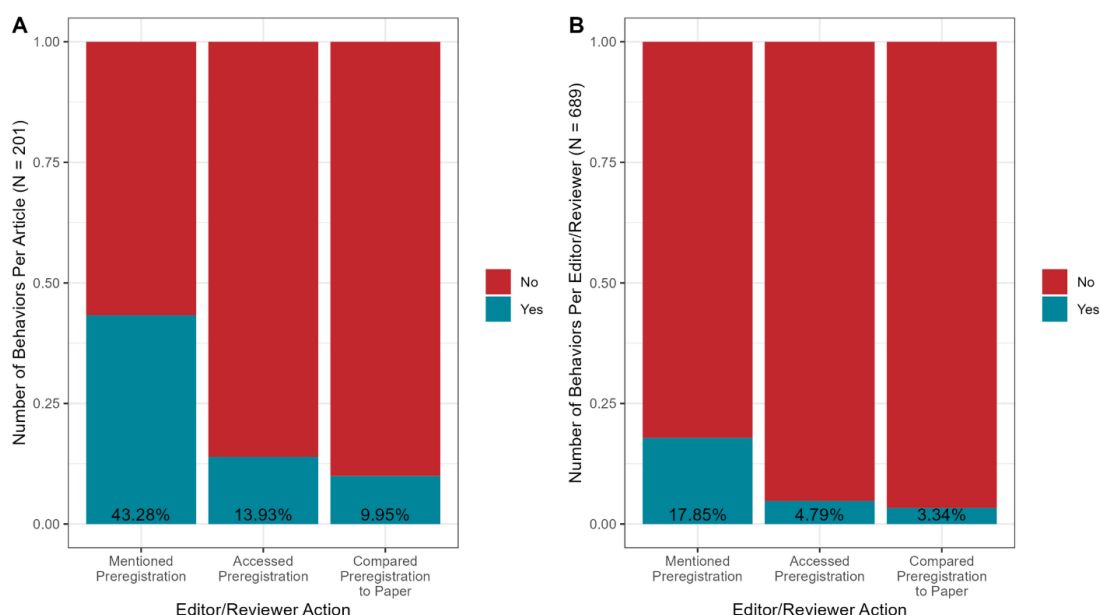 A
Number of Behaviors Per Article (N = 201)
1.00
0.75
0.50
0.25
0.00
43.28%
13.93%
9.95%
Mentioned
Preregistration
Accessed
Preregistration
Compared
Preregistration
to Paper
Editor/Reviewer Action
No
Yes
B
Number of Behaviors Per Editor/Reviewer (N = 689)
1.00
0.75
0.50
0.25
0.00
17.85%
4.79%
3.34%
Mentioned
Preregistration
Accessed
Preregistration
Compared
Preregistration
to Paper
Editor/Reviewer Action
No
Yes